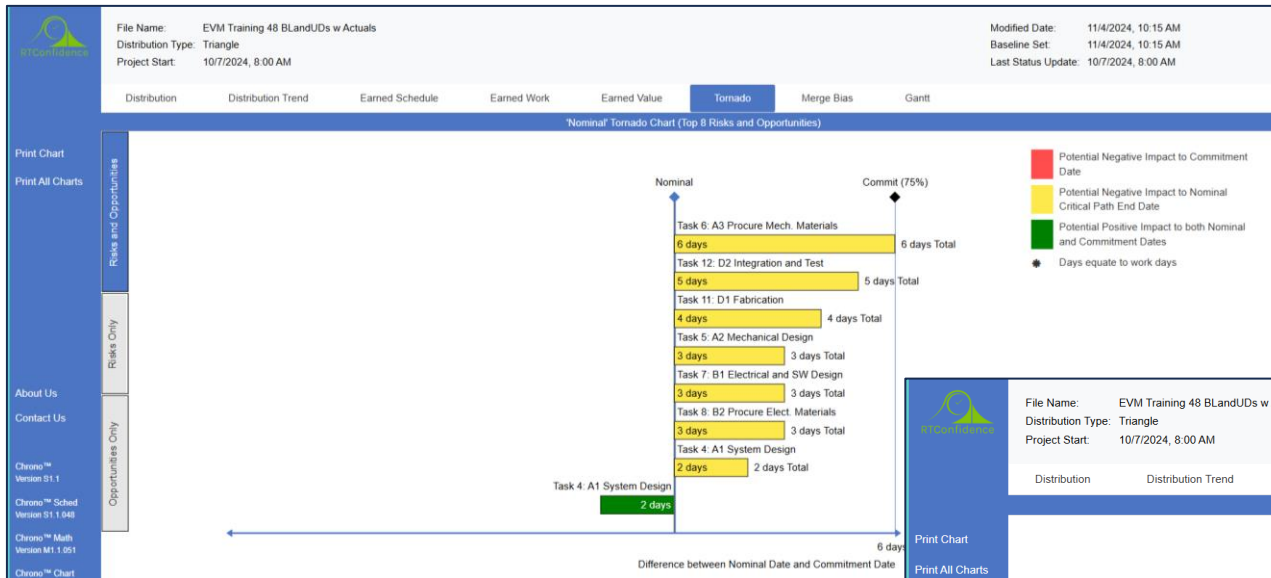 RTConfidence
File Name: EVM Training 48 BLandUDs w Actuals
Distribution Type: Triangle
Project Start: 10/7/2024, 8:00 AM
Modified Date: 11/4/2024, 10:15 AM
Baseline Set: 11/4/2024, 10:15 AM
Last Status Update: 10/7/2024, 8:00 AM
Distribution Distribution Trend Earned Schedule Earned Work Earned Value Tornado Merge Bias Gantt
'Nominal' Tornado Chart (Top 8 Risks and Opportunities)
Print Chart
Print All Charts
About Us
Contact Us
Chrono™
Version S1.1
Chrono™ Sched
Version S1.1.048
Chrono™ Math
Version M1.1.051
Chrono™ Chart
Risks and Opportunities
Risks Only
Opportunities Only
Nominal
Commit (75%)
Task 6: A3 Procure Mech. Materials
6 days 6 days Total
Task 12: D2 Integration and Test
5 days 5 days Total
Task 11: D1 Fabrication
4 days 4 days Total
Task 5: A2 Mechanical Design
3 days 3 days Total
Task 7: B1 Electrical and SW Design
3 days 3 days Total
Task 8: B2 Procure Elect. Materials
3 days 3 days Total
Task 4: A1 System Design
2 days 2 days Total
Task 4: A1 System Design
2 days
6 days
Difference between Nominal Date and Commitment Date
Potential Negative Impact to Commitment
Date
Potential Negative Impact to Nominal
Critical Path End Date
Potential Positive Impact to both Nominal
and Commitment Dates
Days equate to work days
RTConfidence
File Name: EVM Training 48 BLandUDs w
Distribution Type: Triangle
Project Start: 10/7/2024, 8:00 AM
Distribution Distribution Trend
Print Chart
Print All Charts